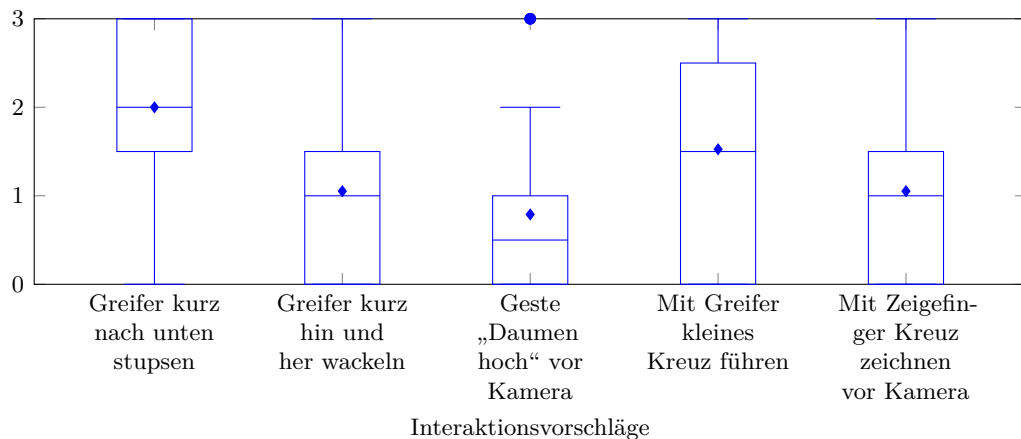 3
2
1
0
Greifer kurz
nach unten
stupsen
Greifer kurz
hin und
her wackeln
Geste
„Daumen
hoch“ vor
Kamera
Mit Greifer
kleines
Kreuz führen
Mit Zeigefin-
ger Kreuz
zeichnen
vor Kamera
Interaktionsvorschläge